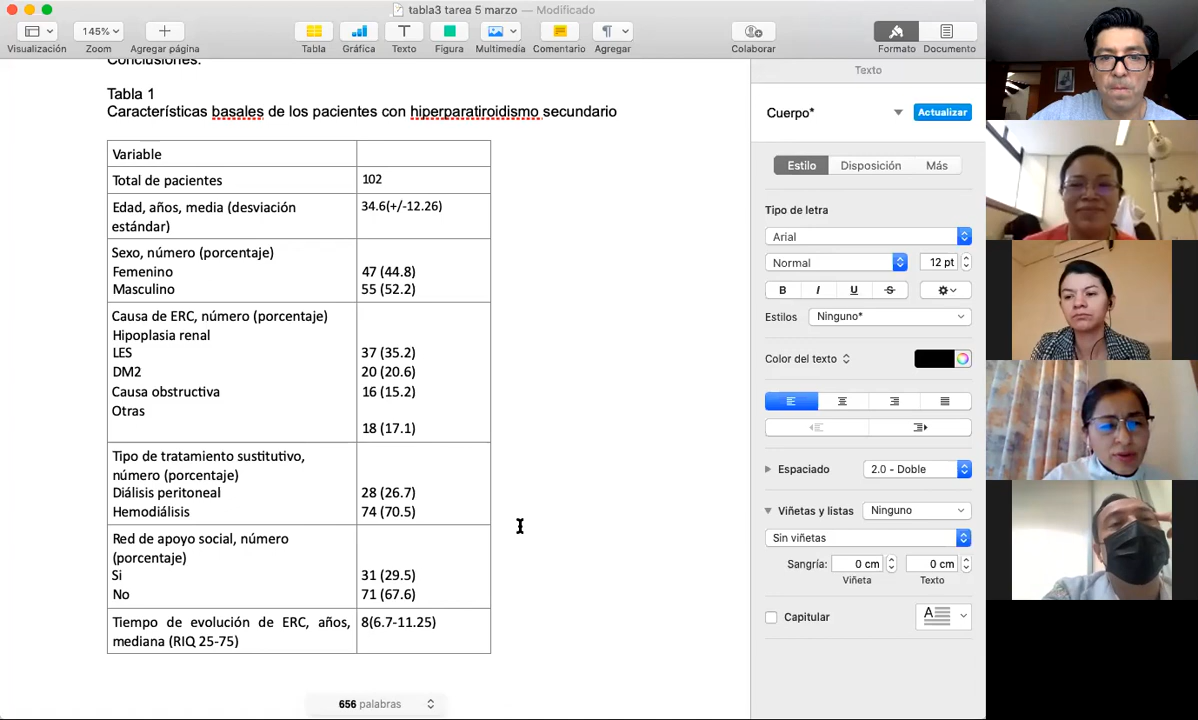 tabla3 tarea 5 marzo — Modificado
145%
Visualización Zoom Agregar página Tabla Gráfica Texto Figura Multimedia Comentario Agregar Colaborar Formato Documento
Conclusiones.
Tabla 1
Características basales de los pacientes con hiperparatiroidismo secundario
Variable
Total de pacientes 102
Edad, años, media (desviación 34.6(+/-12.26)
estándar)
Sexo, número (porcentaje)
Femenino 47 (44.8)
Masculino 55 (52.2)
Causa de ERC, número (porcentaje)
Hipoplasia renal
LES 37 (35.2)
DM2 20 (20.6)
Causa obstructiva 16 (15.2)
Otras
18 (17.1)
Tipo de tratamiento sustitutivo,
número (porcentaje)
Diálisis peritoneal 28 (26.7)
Hemodiálisis 74 (70.5)
Red de apoyo social, número
(porcentaje)
Si 31 (29.5)
No 71 (67.6)
Tiempo de evolución de ERC, años, 8(6.7-11.25)
mediana (RIQ 25-75)
656 palabras
Texto
Cuerpo* Actualizar
Estilo Disposición Más
Tipo de letra
Arial
Normal 12 pt
B I U S
Estilos Ninguno*
Color del texto
Espaciado 2.0 - Doble
Viñetas y listas Ninguno
Sin viñetas
Sangría: 0 cm 0 cm
Viñeta Texto
Capitular A